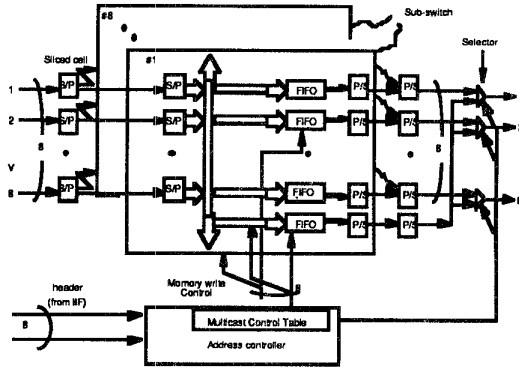 #8
Sub-switch
Sliced cell
#1
Selector
S/P
S/P
FIFO
P/S
P/S
1
S/P
S/P
FIFO
P/S
P/S
2
8
8
V
8
S/P
S/P
FIFO
P/S
P/S
FIFO
P/S
P/S
Memory write
Control
8
header
(from IIF)
8
Multicast Control Table
Address controller